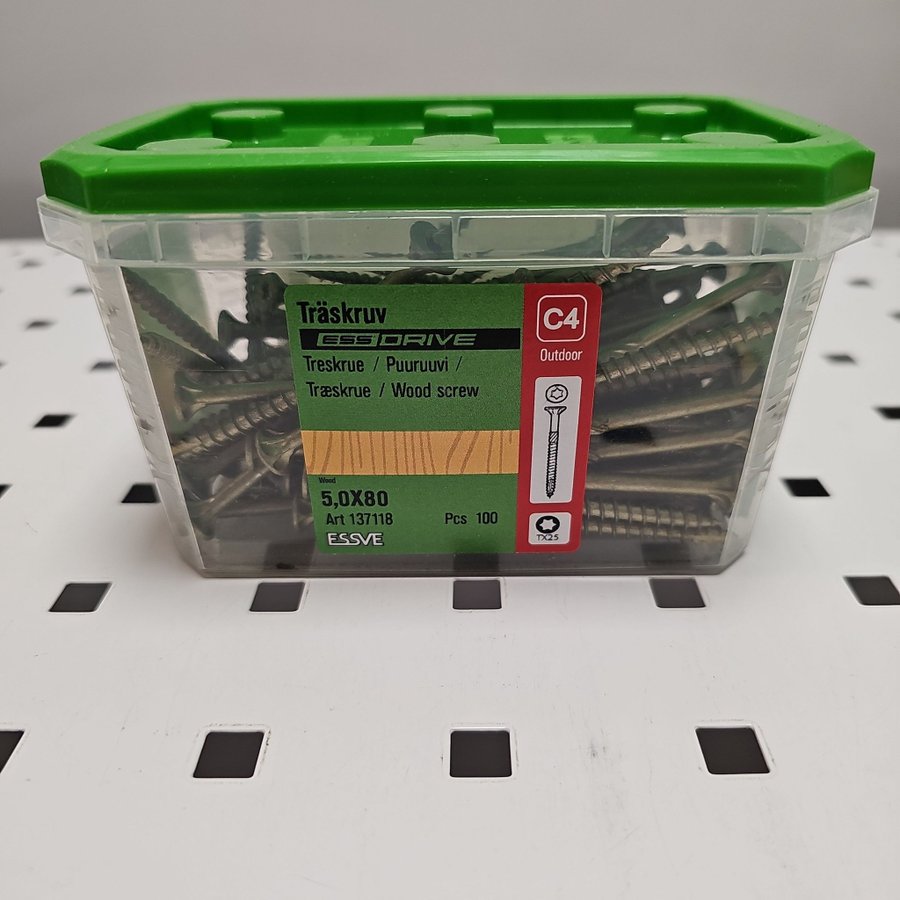 Träskruv
ESSDRIVE
Treskrue / Puuruuvi /
Træskrue / Wood screw
Wood
5,0X80
Art 137118 Pcs 100
ESSVE
C4
Outdoor
TX25